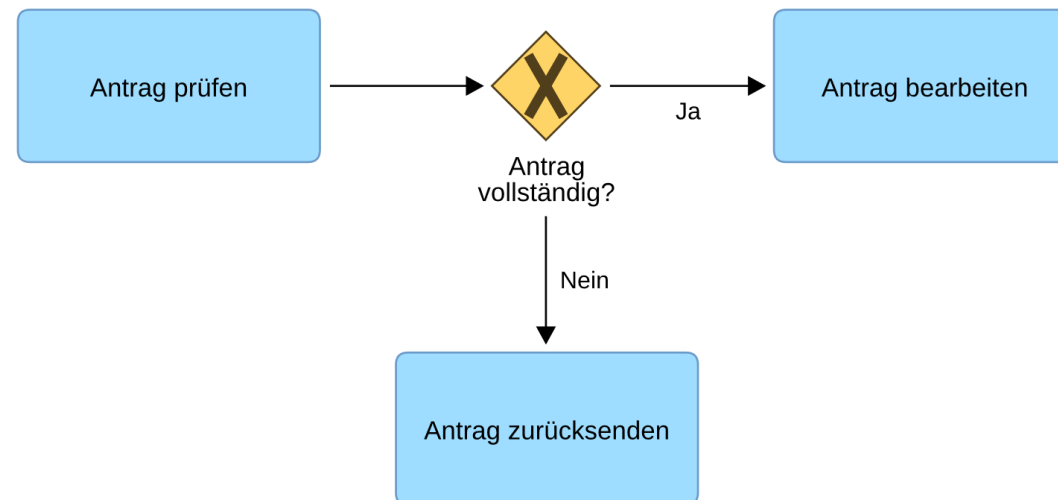 Antrag prüfen
Antrag bearbeiten
Ja
Antrag
vollständig?
Nein
Antrag zurücksenden